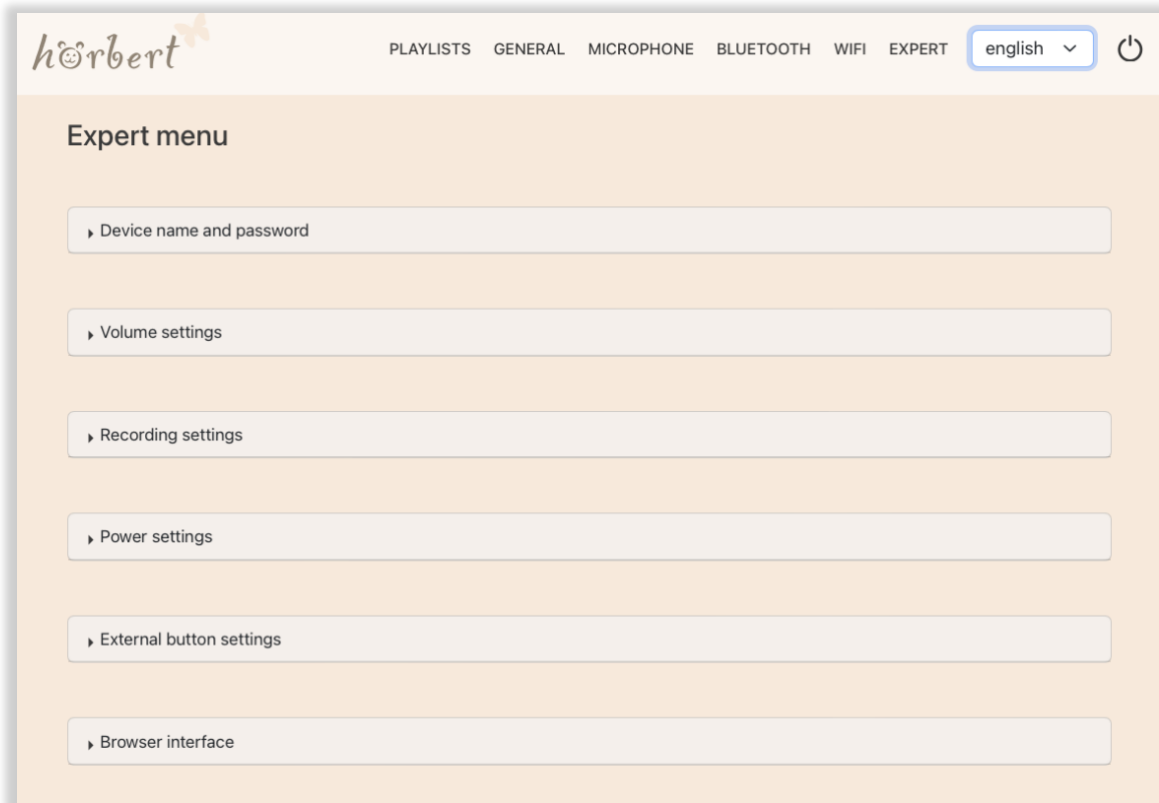 hörbert
PLAYLISTS GENERAL MICROPHONE BLUETOOTH WIFI EXPERT english
Expert menu
Device name and password
Volume settings
Recording settings
Power settings
External button settings
Browser interface